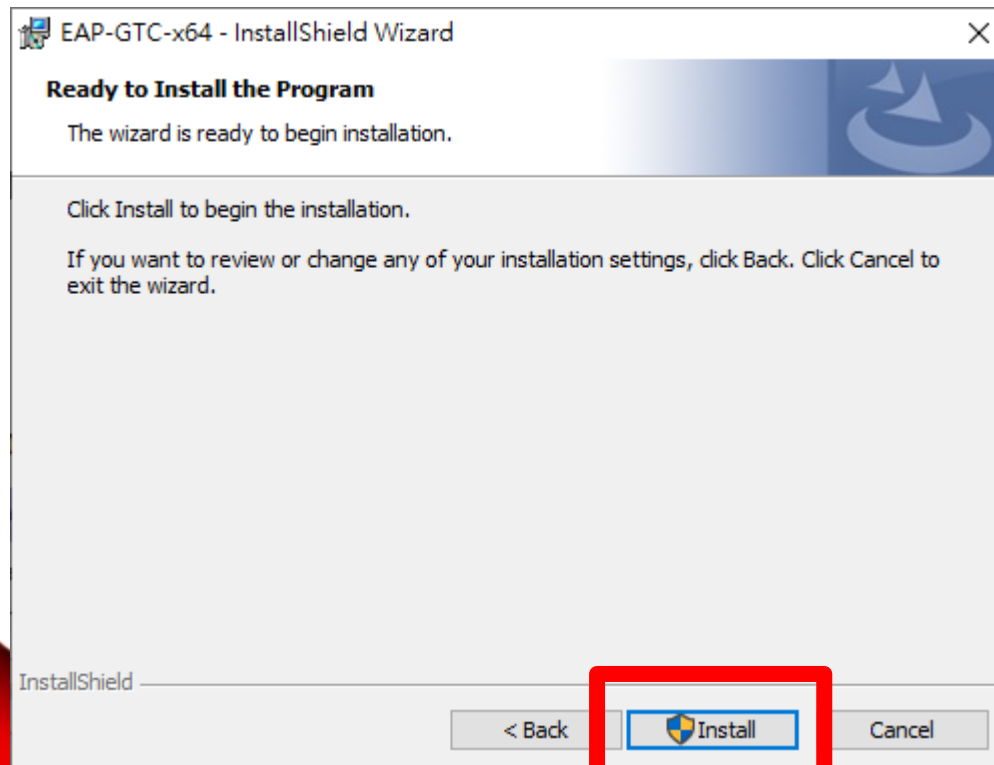 EAP-GTC-x64 - InstallShield Wizard
Ready to Install the Program
The wizard is ready to begin installation.
Click Install to begin the installation.
If you want to review or change any of your installation settings, click Back. Click Cancel to
exit the wizard.
InstallShield
< Back Install Cancel